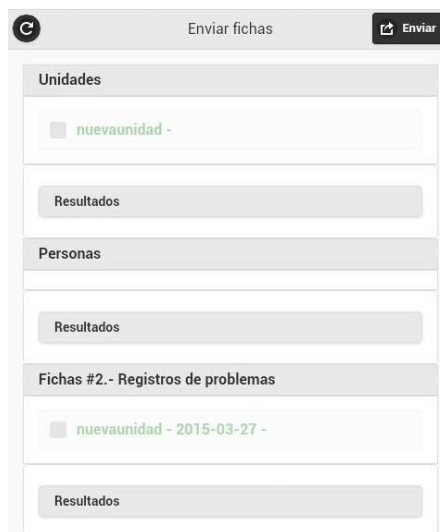 Enviar fichas
Enviar
Unidades
nuevaunidad -
Resultados
Personas
Resultados
Fichas #2.- Registros de problemas
nuevaunidad - 2015-03-27 -
Resultados